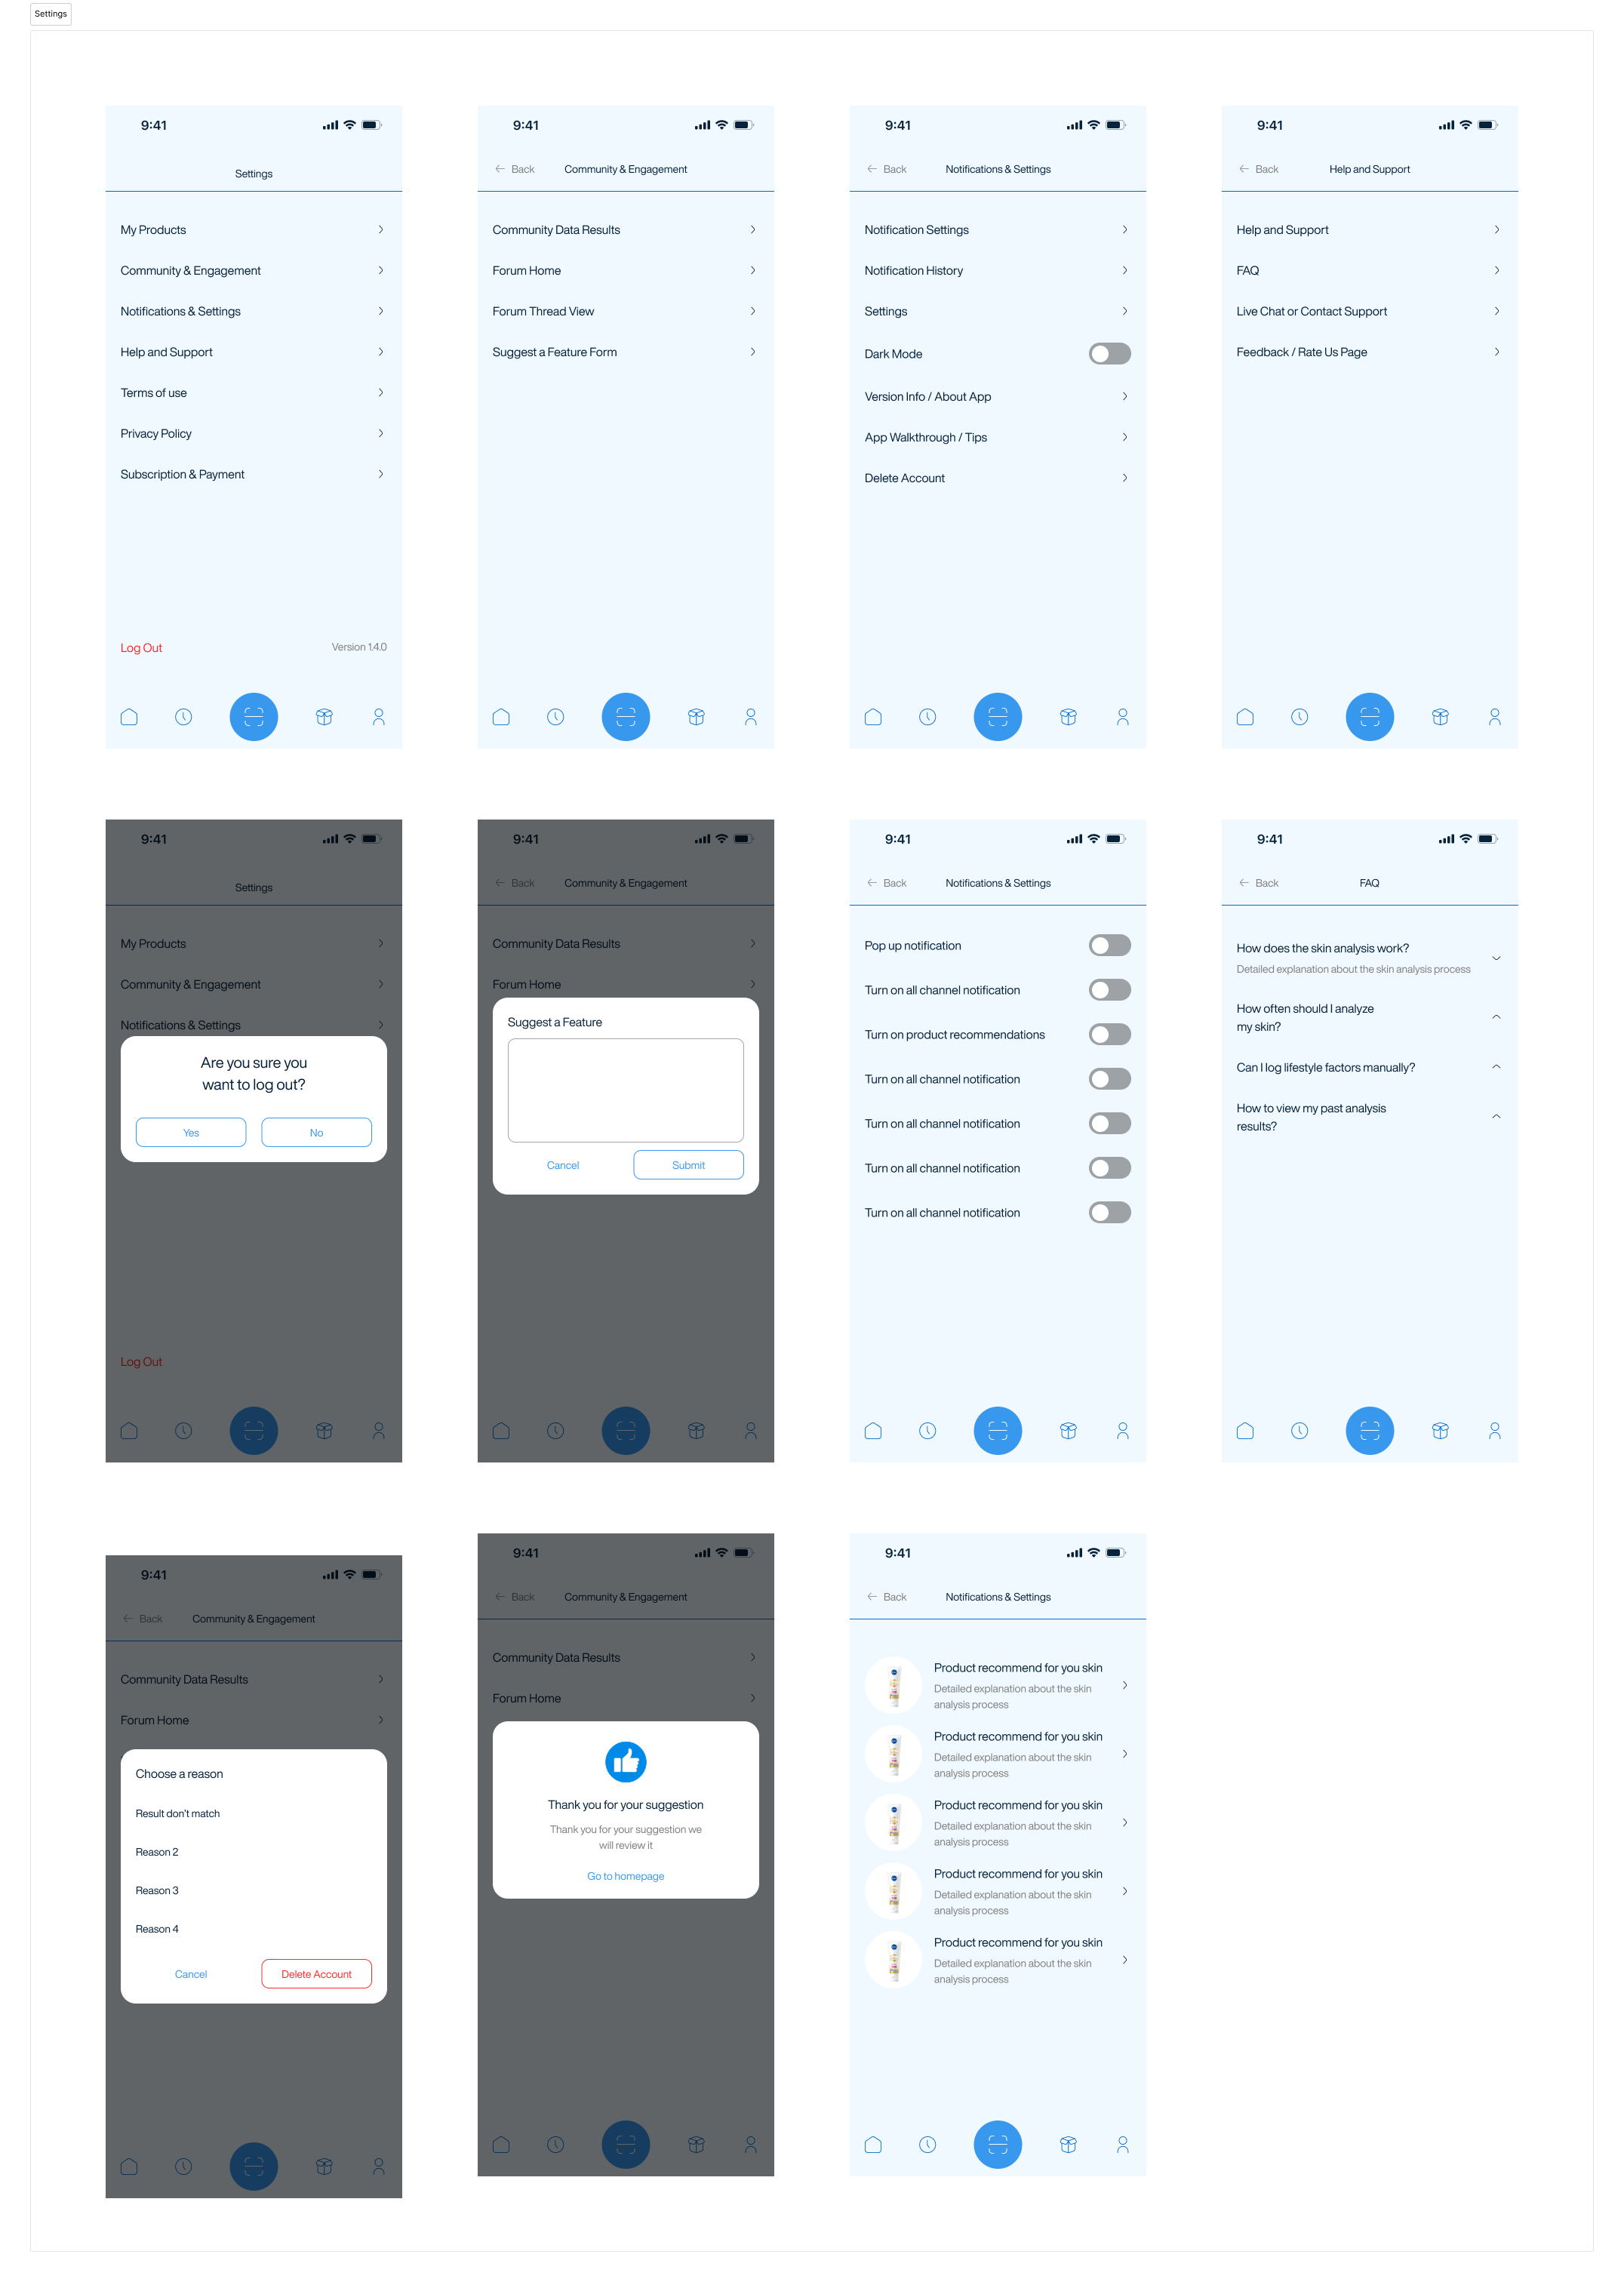 Settings
9:41
Settings
My Products
Community & Engagement
Notifications & Settings
Help and Support
Terms of use
Privacy Policy
Subscription & Payment
Log Out
Version 1.4.0
9:41
Back
Community & Engagement
Community Data Results
Forum Home
Forum Thread View
Suggest a Feature Form
9:41
Back
Notifications & Settings
Notification Settings
Notification History
Settings
Dark Mode
Version Info / About App
App Walkthrough / Tips
Delete Account
9:41
Back
Help and Support
Help and Support
FAQ
Live Chat or Contact Support
Feedback / Rate Us Page
9:41
Settings
My Products
Community & Engagement
Notifications & Settings
Are you sure you
want to log out?
Yes
No
Log Out
9:41
Back
Community & Engagement
Community Data Results
Forum Home
Suggest a Feature
Cancel
Submit
9:41
Back
Notifications & Settings
Pop up notification
Turn on all channel notification
Turn on product recommendations
Turn on all channel notification
Turn on all channel notification
Turn on all channel notification
Turn on all channel notification
9:41
Back
FAQ
How does the skin analysis work?
Detailed explanation about the skin analysis process
How often should I analyze
my skin?
Can I log lifestyle factors manually?
How to view my past analysis
results?
9:41
Back
Community & Engagement
Community Data Results
Forum Home
Choose a reason
Result don't match
Reason 2
Reason 3
Reason 4
Cancel
Delete Account
9:41
Back
Community & Engagement
Community Data Results
Forum Home
Thank you for your suggestion
Thank you for your suggestion we
will review it
Go to homepage
9:41
Back
Notifications & Settings
Product recommend for you skin
Detailed explanation about the skin
analysis process
Product recommend for you skin
Detailed explanation about the skin
analysis process
Product recommend for you skin
Detailed explanation about the skin
analysis process
Product recommend for you skin
Detailed explanation about the skin
analysis process
Product recommend for you skin
Detailed explanation about the skin
analysis process